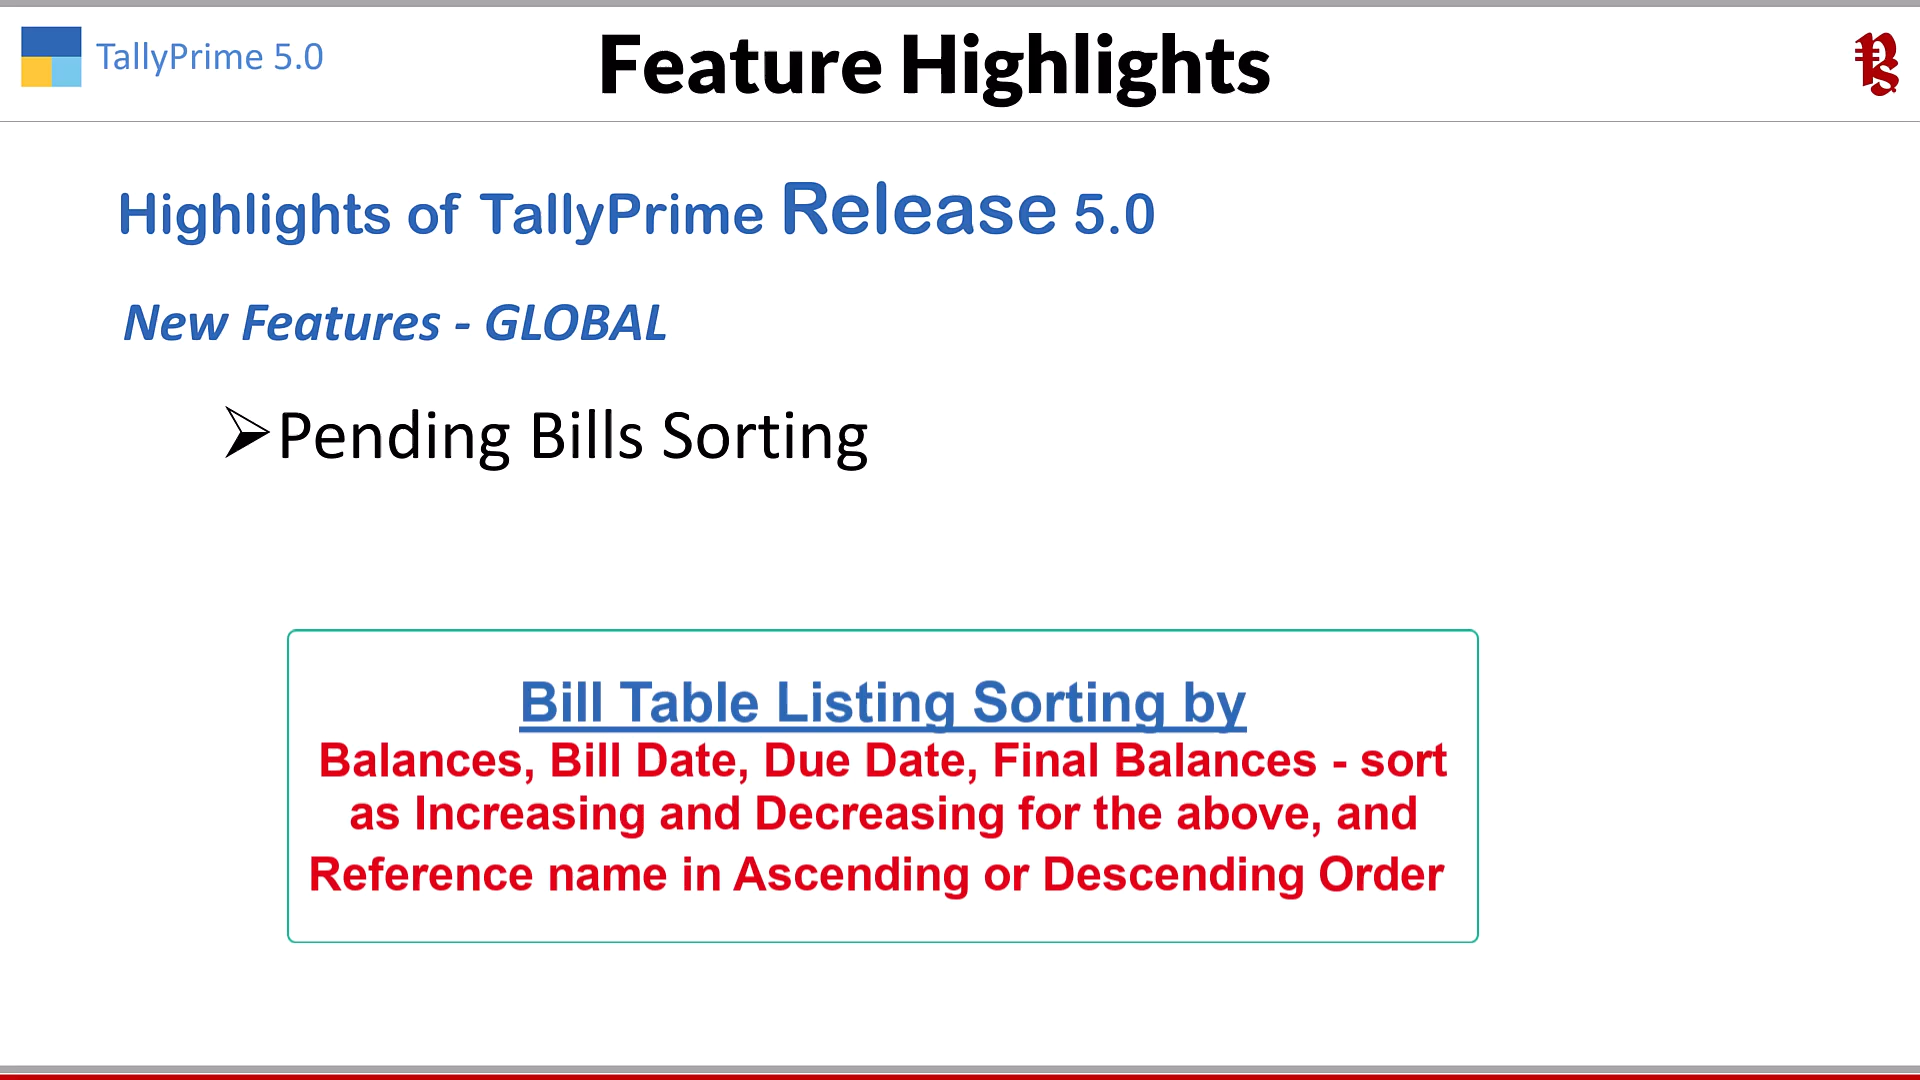 TallyPrime 5.0
Feature Highlights
Highlights of TallyPrime Release 5.0
New Features - GLOBAL
➢Pending Bills Sorting
Bill Table Listing Sorting by
Balances, Bill Date, Due Date, Final Balances - sort
as Increasing and Decreasing for the above, and
Reference name in Ascending or Descending Order